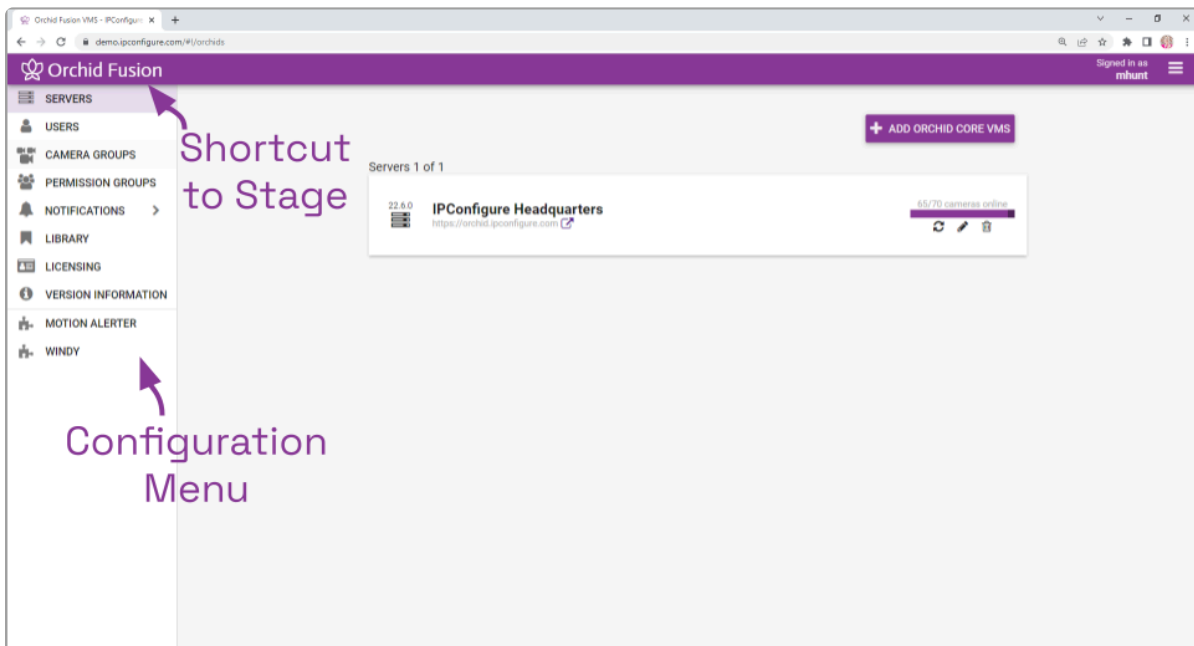 Orchid Fusion VMS - IPConfigure
demo.ipconfigure.com/#!/orchids
Orchid Fusion
Signed in as
mhunt
SERVERS
USERS
CAMERA GROUPS
PERMISSION GROUPS
NOTIFICATIONS
LIBRARY
LICENSING
VERSION INFORMATION
MOTION ALERTER
WINDY
Shortcut
to Stage
Configuration
Menu
ADD ORCHID CORE VMS
Servers 1 of 1
22.6.0
IPConfigure Headquarters
https://orchid.ipconfigure.com
65/70 cameras online